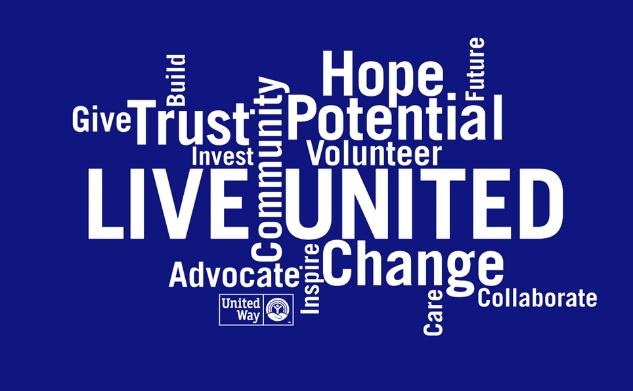 Build
Hope
Future
Give
Trust
Community
Potential
Invest
Volunteer
LIVE UNITED
Advocate
Inspire
Change
Care
Collaborate
United
Way